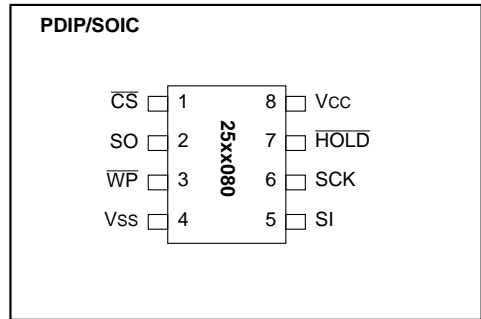 PDIP/SOIC
CS 1 8 VCC
SO 2 7 HOLD
WP 3 6 SCK
VSS 4 5 SI
25xx080